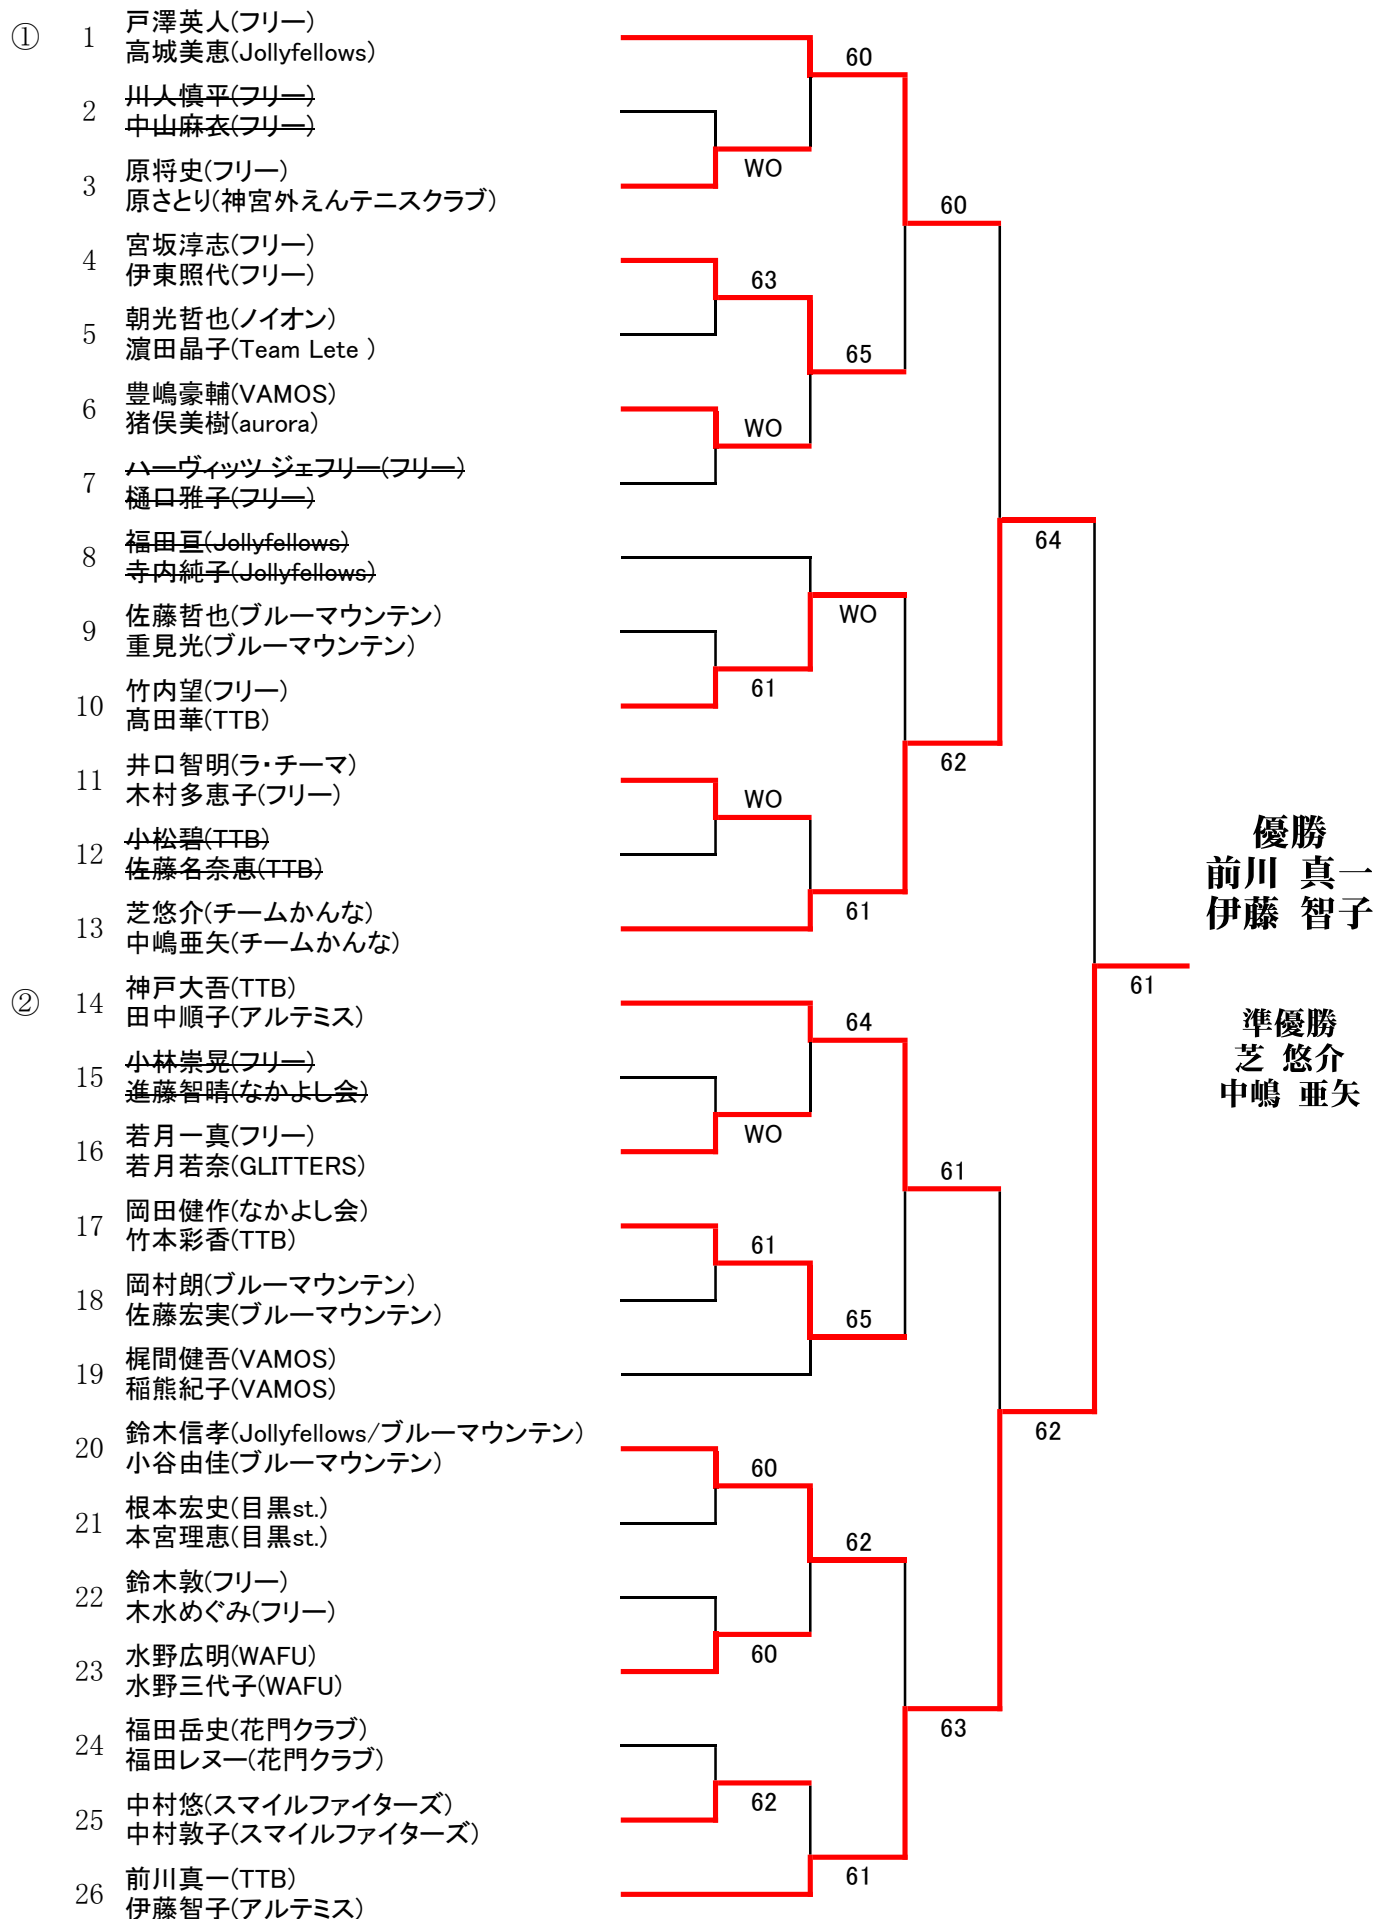 ① 1 戸澤英人(フリー)
高城美恵(Jollyfellows)
60
2 川人慎平(フリー)
中山麻衣(フリー)
WO
3 原将史(フリー)
原さとり(神宮外えんテニスクラブ)
60
4 宮坂淳志(フリー)
伊東照代(フリー)
63
5 朝光哲也(ノイオン)
濵田晶子(Team Lete )
65
6 豊嶋豪輔(VAMOS)
猪俣美樹(aurora)
WO
7 ハーヴィッツ ジェフリー(フリー)
樋口雅子(フリー)
8 福田亘(Jollyfellows)
寺内純子(Jollyfellows)
64
9 佐藤哲也(ブルーマウンテン)
重見光(ブルーマウンテン)
WO
61
10 竹内望(フリー)
髙田華(TTB)
62
11 井口智明(ラ・チーマ)
木村多恵子(フリー)
WO
12 小松碧(TTB)
佐藤名奈恵(TTB)
61
13 芝悠介(チームかんな)
中嶋亜矢(チームかんな)
優勝
前川 真一
伊藤 智子
61
準優勝
芝 悠介
中嶋 亜矢
② 14 神戸大吾(TTB)
田中順子(アルテミス)
64
15 小林崇晃(フリー)
進藤智晴(なかよし会)
WO
16 若月一真(フリー)
若月若奈(GLITTERS)
61
17 岡田健作(なかよし会)
竹本彩香(TTB)
61
18 岡村朗(ブルーマウンテン)
佐藤宏実(ブルーマウンテン)
65
19 梶間健吾(VAMOS)
稲熊紀子(VAMOS)
62
20 鈴木信孝(Jollyfellows/ブルーマウンテン)
小谷由佳(ブルーマウンテン)
60
21 根本宏史(目黒st.)
本宮理恵(目黒st.)
62
22 鈴木敦(フリー)
木水めぐみ(フリー)
60
23 水野広明(WAFU)
水野三代子(WAFU)
63
24 福田岳史(花門クラブ)
福田レヌー(花門クラブ)
62
25 中村悠(スマイルファイターズ)
中村敦子(スマイルファイターズ)
61
26 前川真一(TTB)
伊藤智子(アルテミス)